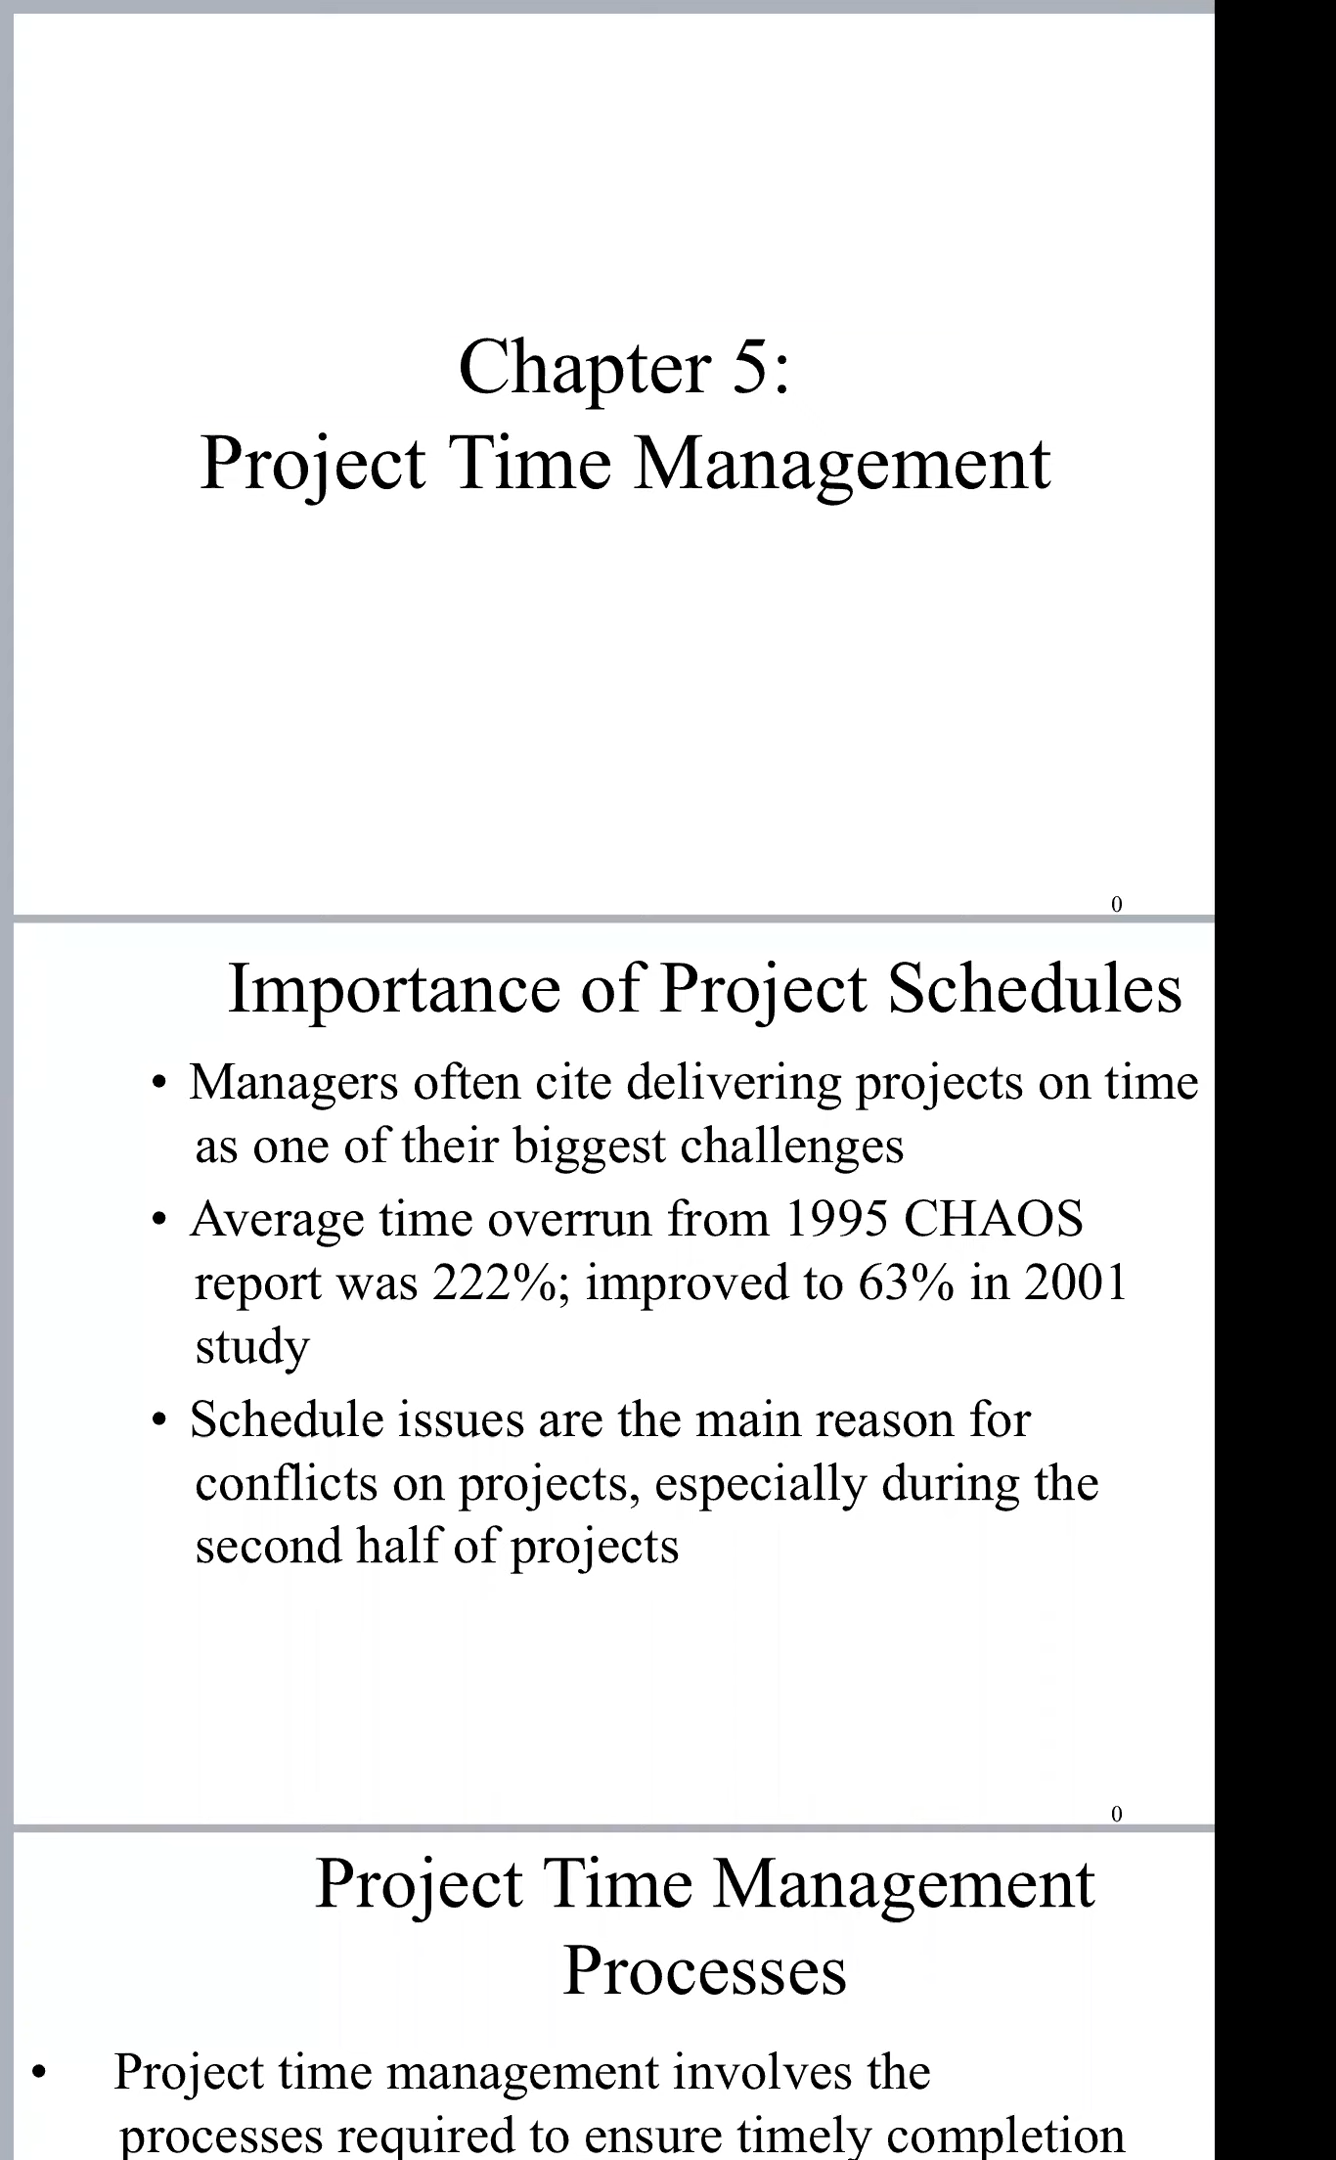 Chapter 5:
Project Time Management
0
Importance of Project Schedules
• Managers often cite delivering projects on time
as one of their biggest challenges
• Average time overrun from 1995 CHAOS
report was 222%; improved to 63% in 2001
study
• Schedule issues are the main reason for
conflicts on projects, especially during the
second half of projects
0
Project Time Management
Processes
• Project time management involves the
processes required to ensure timely completion